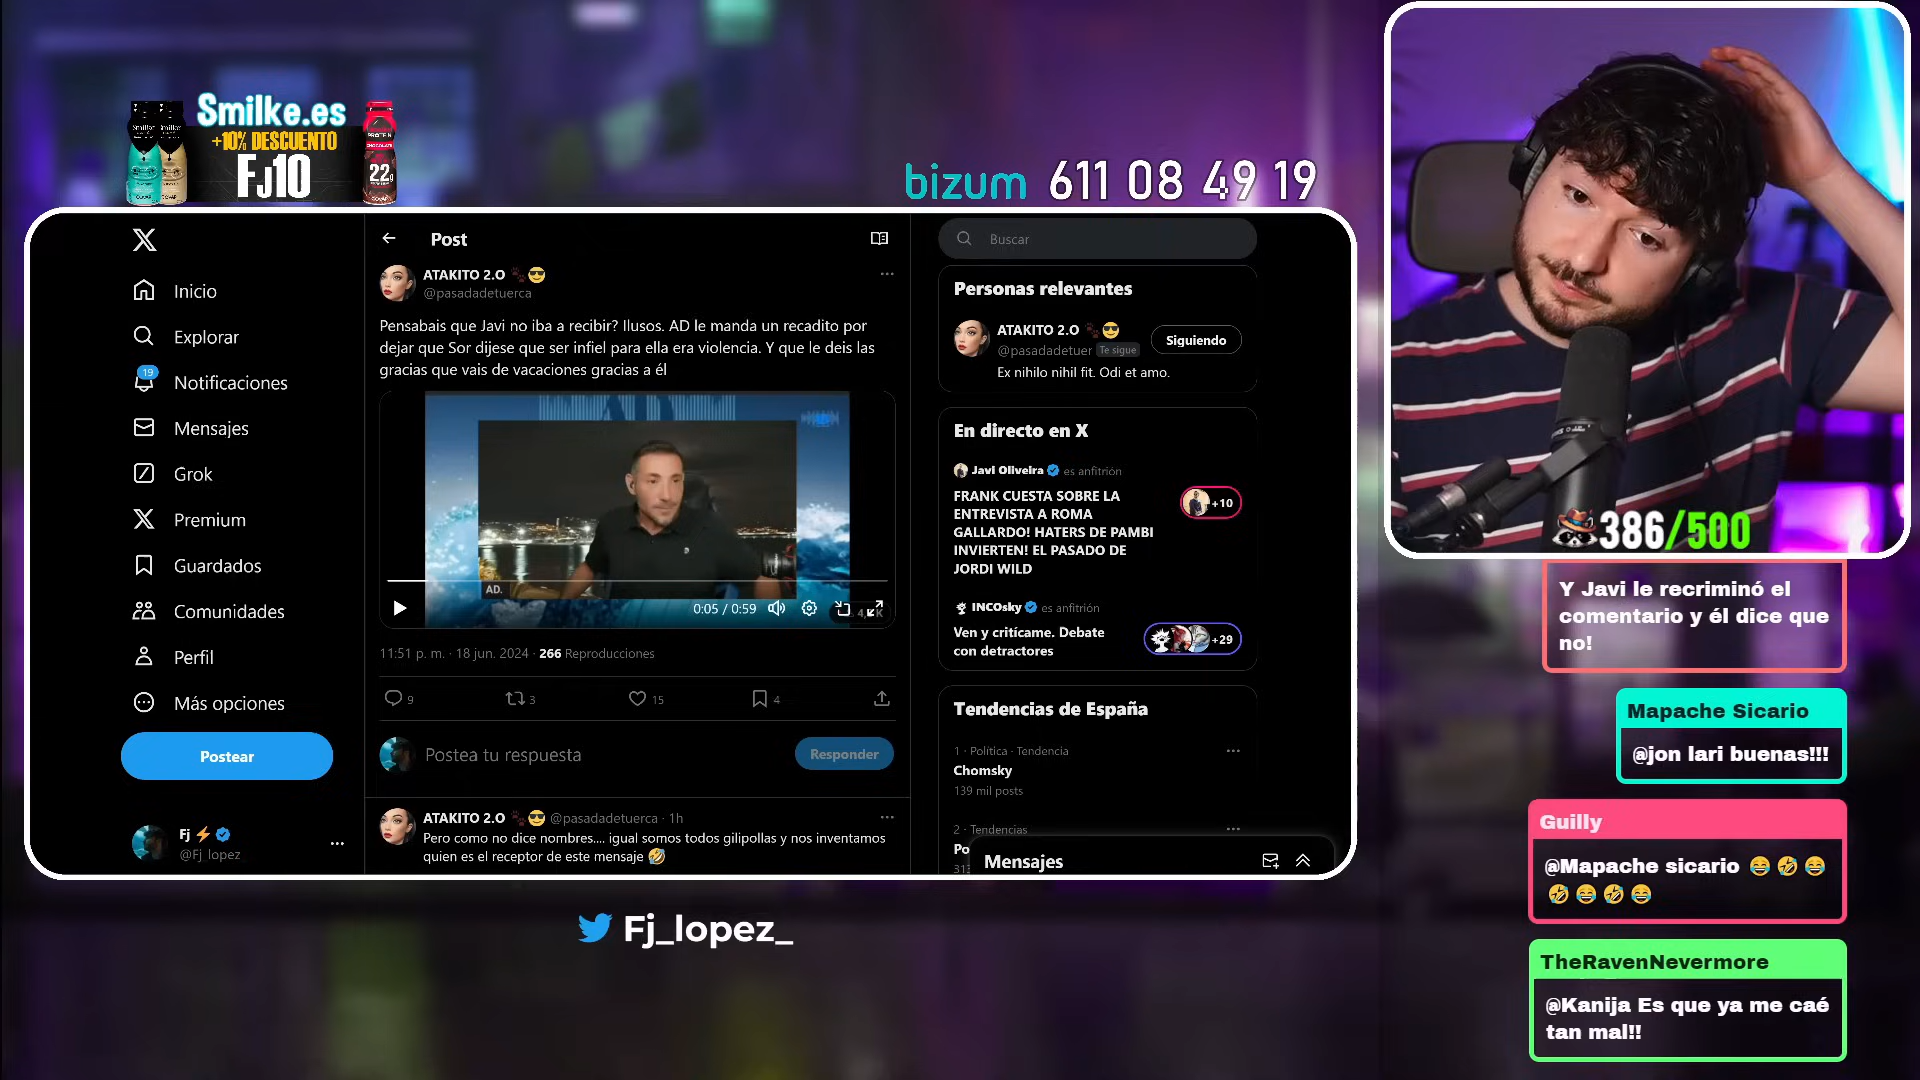 Smilke.es
+10% DESCUENTO
FJ10
PROTEIN
CHOCOLATE
22g
bizum 611 08 49 19
Inicio
Explorar
19
Notificaciones
Mensajes
Grok
Premium
Guardados
Comunidades
Perfil
Más opciones
Postear
Fj ⚡
@Fj_lopez_
Post
ATAKITO 2.O 🐾😎
@pasadadetuerca
Pensabais que Javi no iba a recibir? Ilusos. AD le manda un recadito por
dejar que Sor dijese que ser infiel para ella era violencia. Y que le deis las
gracias que vais de vacaciones gracias a él
AD.
0:05 / 0:59
11:51 p. m. · 18 jun. 2024 · 266 Reproducciones
9 3 15 4
Postea tu respuesta
Responder
ATAKITO 2.O 🐾😎 @pasadadetuerca · 1h
Pero como no dice nombres.... igual somos todos gilipollas y nos inventamos
quien es el receptor de este mensaje 🤣
Buscar
Personas relevantes
ATAKITO 2.O 🐾😎
@pasadadetuer Te sigue
Siguiendo
Ex nihilo nihil fit. Odi et amo.
En directo en X
Javi Oliveira es anfitrión
FRANK CUESTA SOBRE LA
ENTREVISTA A ROMA
GALLARDO! HATERS DE PAMBI
INVIERTEN! EL PASADO DE
JORDI WILD
+10
INCOsky es anfitrión
Ven y critícame. Debate
con detractores
+29
Tendencias de España
1 · Política · Tendencia
Chomsky
139 mil posts
2 · Tendencias
Po
313
Mensajes
Fj_lopez_
386/500
Y Javi le recriminó el
comentario y él dice que
no!
Mapache Sicario
@jon lari buenas!!!
Guilly
@Mapache sicario 😂🤣😂
🤣😂🤣😂
TheRavenNevermore
@Kanija Es que ya me caé
tan mal!!